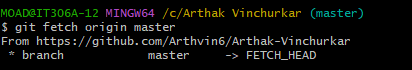 MOAD@IT306A-12 MINGW64 /c/Arthak Vinchurkar (master)
$ git fetch origin master
From https://github.com/Arthvin6/Arthak-Vinchurkar
 * branch            master     -> FETCH_HEAD